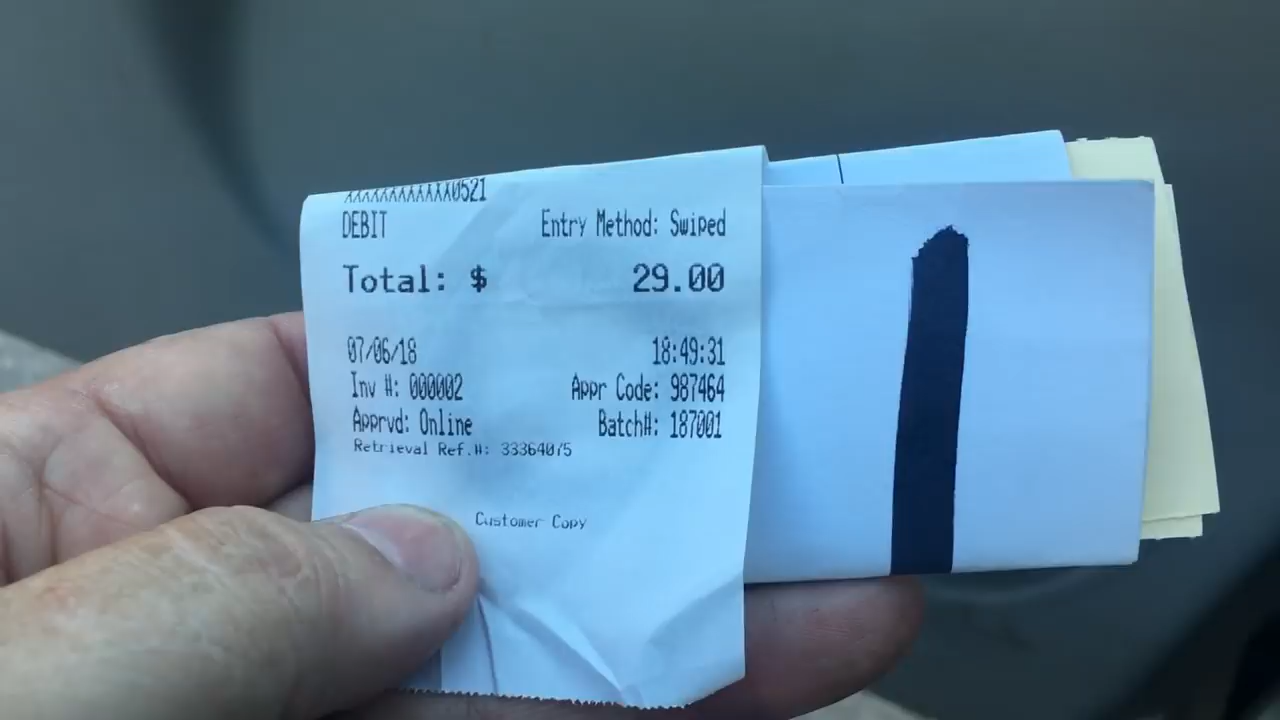 XXXXXXXXXXXX0521
DEBIT Entry Method: Swiped
Total: $ 29.00
07/06/18 18:49:31
Inv #: 000002 Appr Code: 987464
Apprvd: Online Batch#: 187001
Retrieval Ref.#: 33364075
Customer Copy